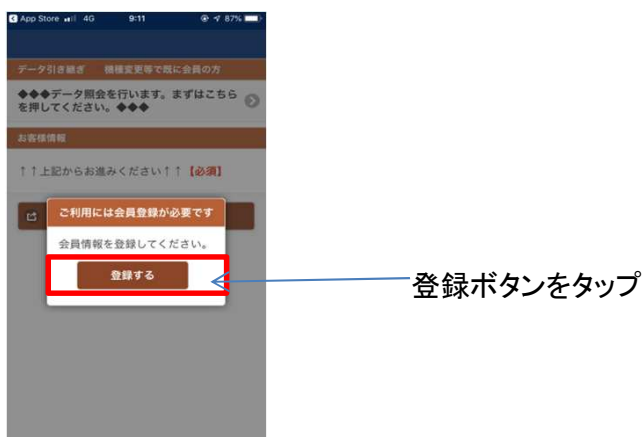 App Store 4G 9:11 87%
データ引き継ぎ 機種変更等で既に会員の方
◆◆◆データ照会を行います。まずはこちら
を押してください。◆◆◆
お客様情報
↑↑上記からお進みください↑↑【必須】
ご利用には会員登録が必要です
会員情報を登録してください。
登録する
登録ボタンをタップ